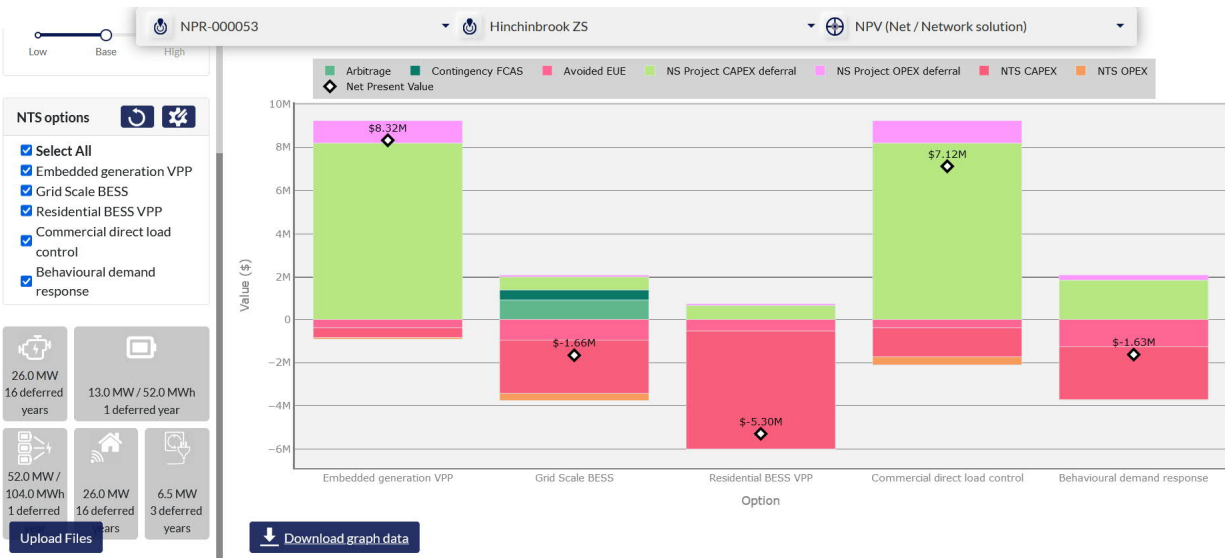 NPR-000053
Hinchinbrook ZS
NPV (Net / Network solution)
Low
Base
High
NTS options
Select All
Embedded generation VPP
Grid Scale BESS
Residential BESS VPP
Commercial direct load
control
Behavioural demand
response
26.0 MW
16 deferred
years
13.0 MW / 52.0 MWh
1 deferred year
52.0 MW /
104.0 MWh
1 deferred
26.0 MW
16 deferred
years
6.5 MW
3 deferred
years
Upload Files
Arbitrage
Contingency FCAS
Avoided EUE
NS Project CAPEX deferral
NS Project OPEX deferral
NTS CAPEX
NTS OPEX
Net Present Value
Value ($)
10M
8M
6M
4M
2M
0
−2M
−4M
−6M
$8.32M
$-1.66M
$-5.30M
$7.12M
$-1.63M
Embedded generation VPP
Grid Scale BESS
Residential BESS VPP
Commercial direct load control
Behavioural demand response
Option
Download graph data